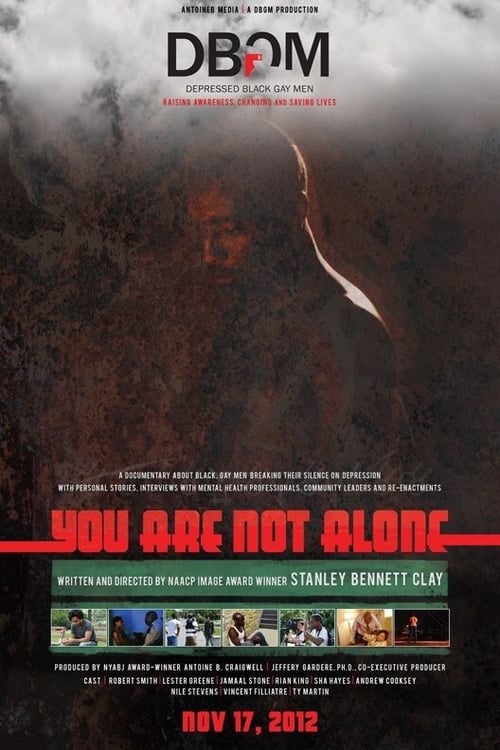 ANTOINEB MEDIA | A DBGM PRODUCTION
DBGM
DEPRESSED BLACK GAY MEN
RAISING AWARENESS, CHANGING AND SAVING LIVES
A DOCUMENTARY ABOUT BLACK, GAY MEN BREAKING THEIR SILENCE ON DEPRESSION
WITH PERSONAL STORIES, INTERVIEWS WITH MENTAL HEALTH PROFESSIONALS, COMMUNITY LEADERS AND RE-ENACTMENTS
YOU ARE NOT ALONE
WRITTEN AND DIRECTED BY NAACP IMAGE AWARD WINNER STANLEY BENNETT CLAY
PRODUCED BY NYABJ AWARD-WINNER ANTOINE B. CRAIGWELL | JEFFERY GARDERE, PH.D., CO-EXECUTIVE PRODUCER
CAST | ROBERT SMITH | LESTER GREENE | JAMAAL STONE | RIAN KING | SHA HAYES | ANDREW COOKSEY
NILE STEVENS | VINCENT FILLIATRE | TY MARTIN
NOV 17, 2012